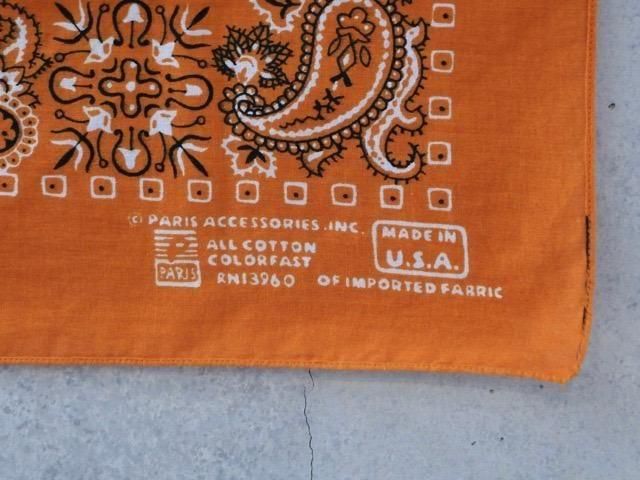 © PARIS ACCESSORIES.INC.
MADE IN
U.S.A.
ALL COTTON
COLORFAST
PARIS
RN13960
OF IMPORTED FABRIC